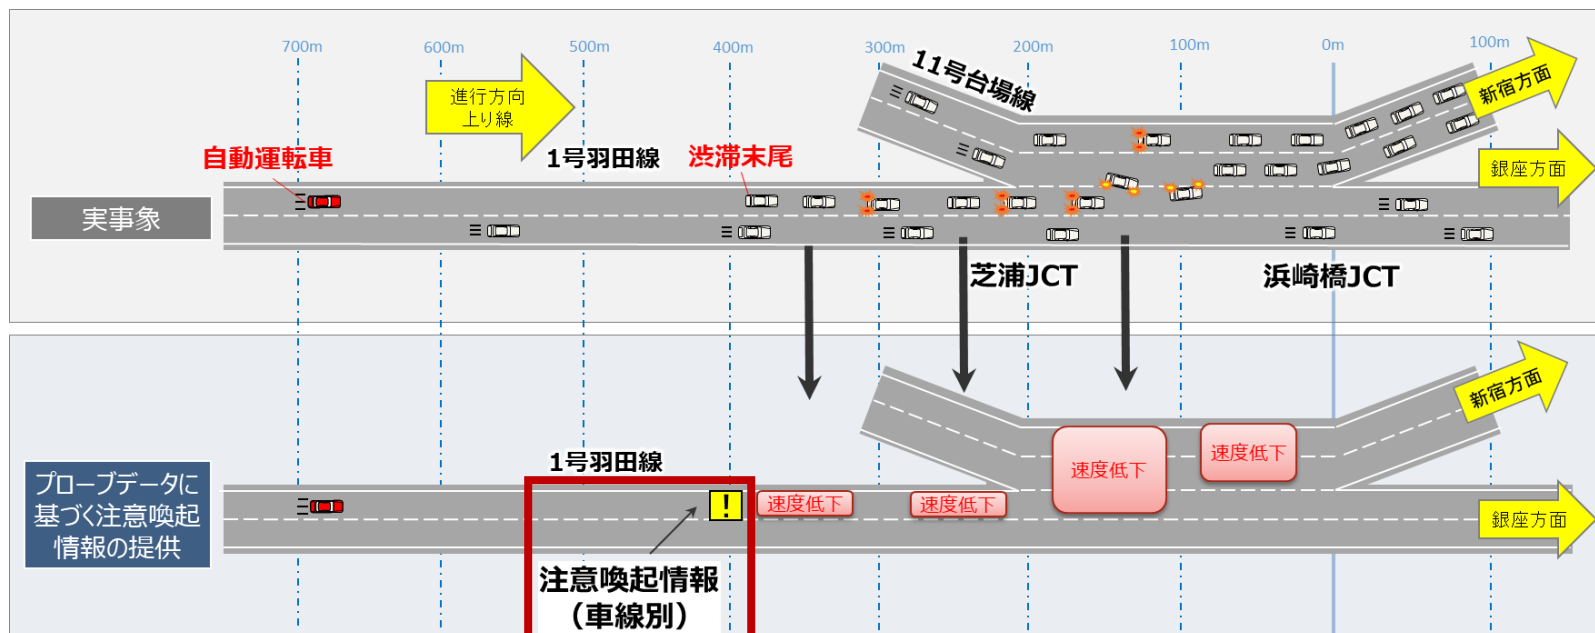 700m
600m
500m
400m
300m
200m
100m
0m
100m
進行方向
上り線
11号台場線
新宿方面
自動運転車
1号羽田線
渋滞末尾
銀座方面
実事象
芝浦JCT
浜崎橋JCT
新宿方面
1号羽田線
速度低下
速度低下
速度低下
速度低下
!
銀座方面
プローブデータに
基づく注意喚起
情報の提供
注意喚起情報
（車線別）